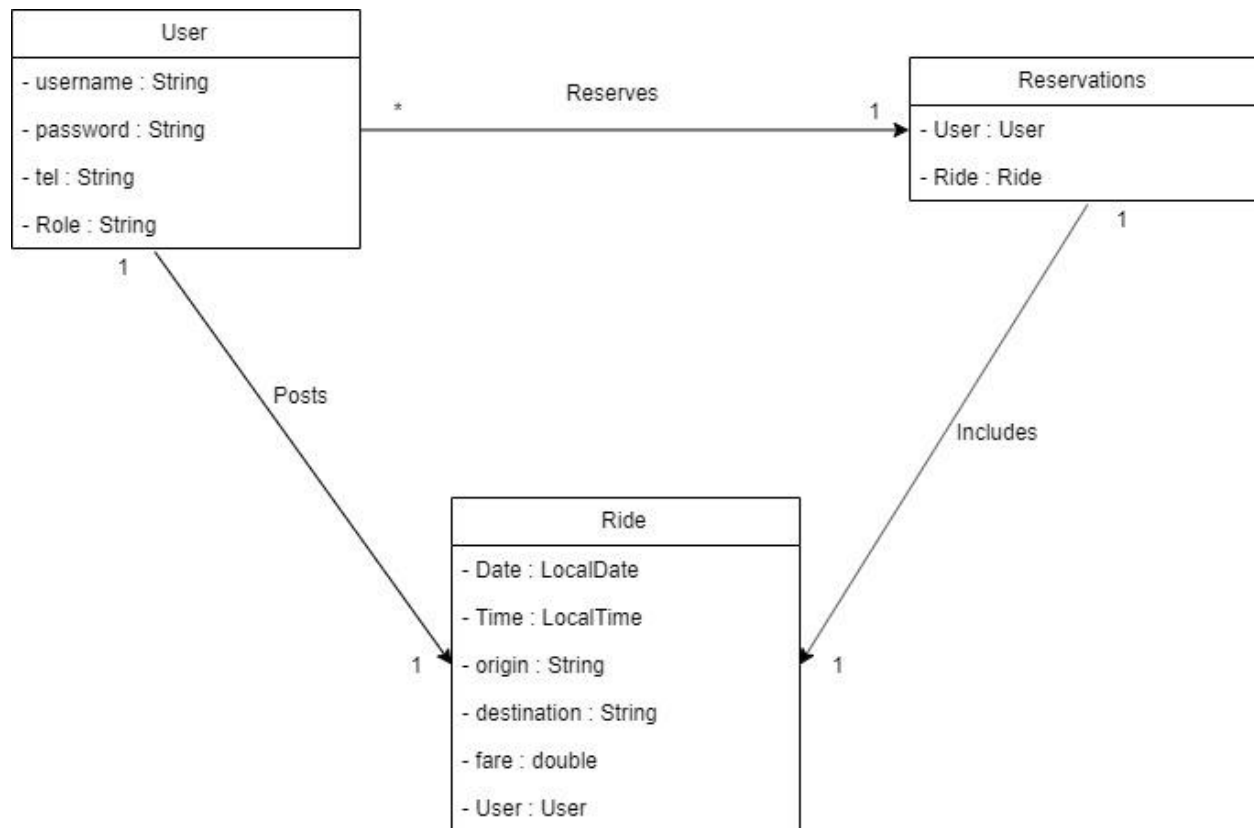 User
- username : String
- password : String
- tel : String
- Role : String
Reserves
*
1
Reservations
- User : User
- Ride : Ride
1
1
Posts
Includes
1
1
Ride
- Date : LocalDate
- Time : LocalTime
- origin : String
- destination : String
- fare : double
- User : User